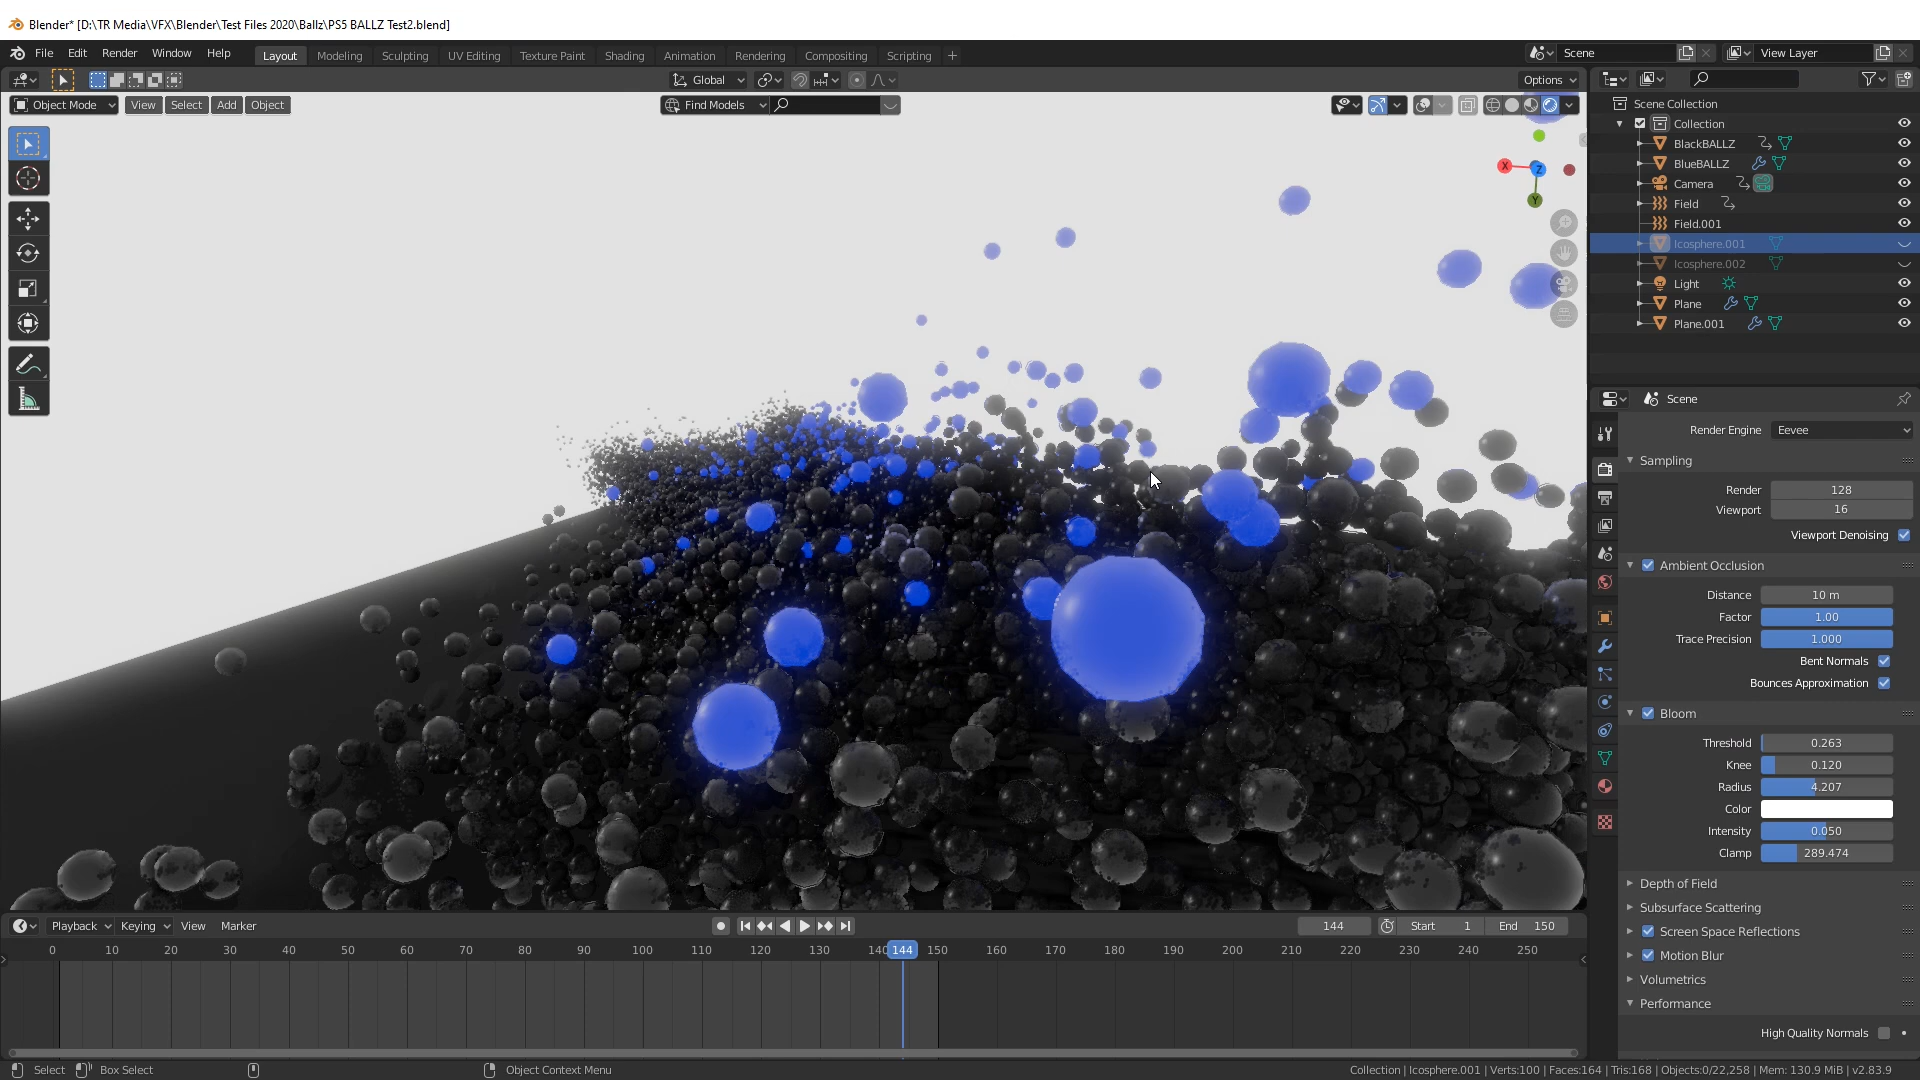 Blender* [D:\TR Media\VFX\Blender\Test Files 2020\Ballz\PS5 BALLZ Test2.blend]
File Edit Render Window Help Layout Modeling Sculpting UV Editing Texture Paint Shading Animation Rendering Compositing Scripting + Scene View Layer
Global Options
Object Mode View Select Add Object Find Models
X Z Y
Scene Collection
Collection
BlackBALLZ
BlueBALLZ
Camera
Field
Field.001
Icosphere.001
Icosphere.002
Light
Plane
Plane.001
Scene
Render Engine Eevee
Sampling
Render 128
Viewport 16
Viewport Denoising
Ambient Occlusion
Distance 10 m
Factor 1.00
Trace Precision 1.000
Bent Normals
Bounces Approximation
Bloom
Threshold 0.263
Knee 0.120
Radius 4.207
Color
Intensity 0.050
Clamp 289.474
Depth of Field
Subsurface Scattering
Screen Space Reflections
Motion Blur
Volumetrics
Performance
High Quality Normals
Playback Keying View Marker 144 Start 1 End 150
0 10 20 30 40 50 60 70 80 90 100 110 120 130 140 144 150 160 170 180 190 200 210 220 230 240 250
Select Box Select Object Context Menu Collection | Icosphere.001 | Verts:100 | Faces:164 | Tris:168 | Objects:0/22,258 | Mem: 130.9 MiB | v2.83.9